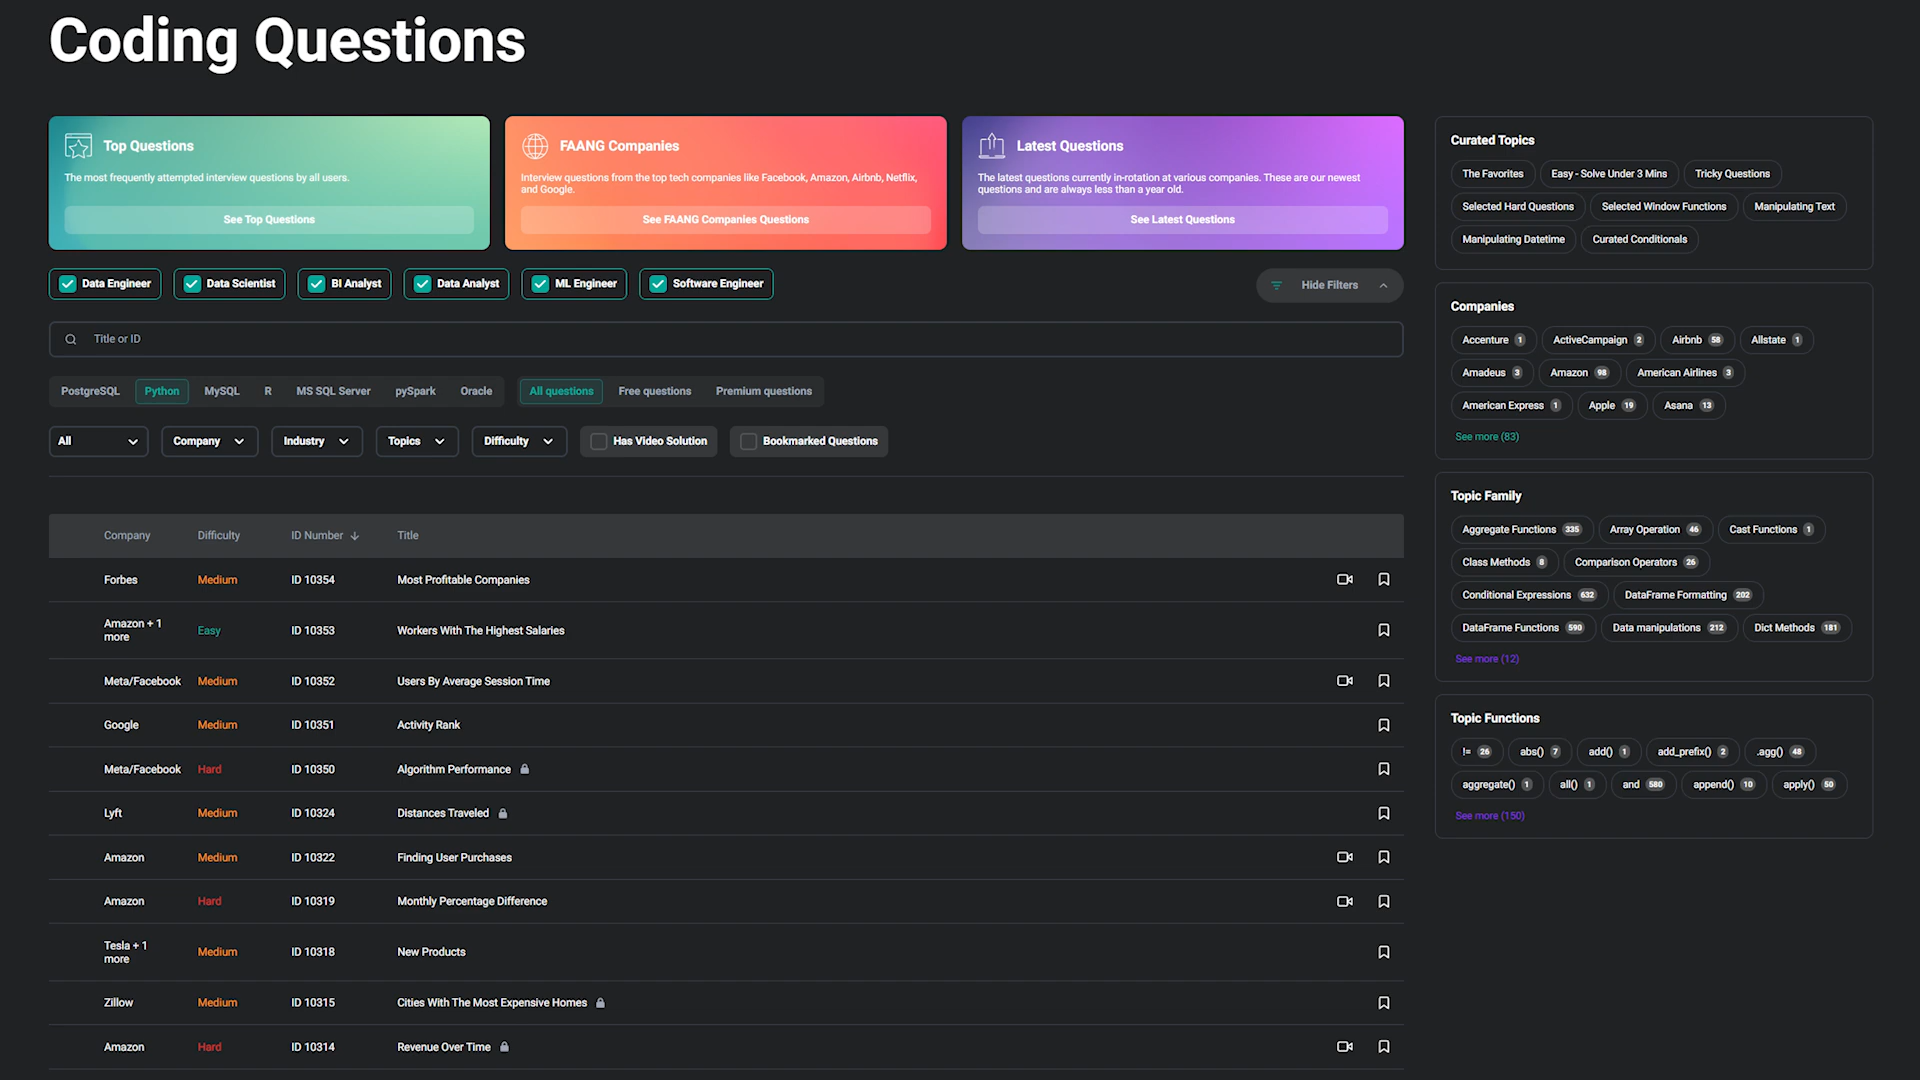 Coding Questions
Top Questions
The most frequently attempted interview questions by all users.
See Top Questions
FAANG Companies
Interview questions from the top tech companies like Facebook, Amazon, Airbnb, Netflix,
and Google.
See FAANG Companies Questions
Latest Questions
The latest questions currently in-rotation at various companies. These are our newest
questions and are always less than a year old.
See Latest Questions
Data Engineer Data Scientist BI Analyst Data Analyst ML Engineer Software Engineer
Hide Filters
Title or ID
PostgreSQL Python MySQL R MS SQL Server pySpark Oracle All questions Free questions Premium questions
All Company Industry Topics Difficulty Has Video Solution Bookmarked Questions
Company Difficulty ID Number Title
Forbes Medium ID 10354 Most Profitable Companies
Amazon + 1
more
Easy ID 10353 Workers With The Highest Salaries
Meta/Facebook Medium ID 10352 Users By Average Session Time
Google Medium ID 10351 Activity Rank
Meta/Facebook Hard ID 10350 Algorithm Performance
Lyft Medium ID 10324 Distances Traveled
Amazon Medium ID 10322 Finding User Purchases
Amazon Hard ID 10319 Monthly Percentage Difference
Tesla + 1
more
Medium ID 10318 New Products
Zillow Medium ID 10315 Cities With The Most Expensive Homes
Amazon Hard ID 10314 Revenue Over Time
Curated Topics
The Favorites Easy - Solve Under 3 Mins Tricky Questions
Selected Hard Questions Selected Window Functions Manipulating Text
Manipulating Datetime Curated Conditionals
Companies
Accenture 1 ActiveCampaign 2 Airbnb 58 Allstate 1
Amadeus 3 Amazon 98 American Airlines 3
American Express 1 Apple 19 Asana 13
See more (83)
Topic Family
Aggregate Functions 335 Array Operation 46 Cast Functions 1
Class Methods 8 Comparison Operators 26
Conditional Expressions 632 DataFrame Formatting 202
DataFrame Functions 590 Data manipulations 212 Dict Methods 181
See more (12)
Topic Functions
!= 26 abs() 7 add() 1 add_prefix() 2 .agg() 48
aggregate() 1 all() 1 and 580 append() 10 apply() 50
See more (150)